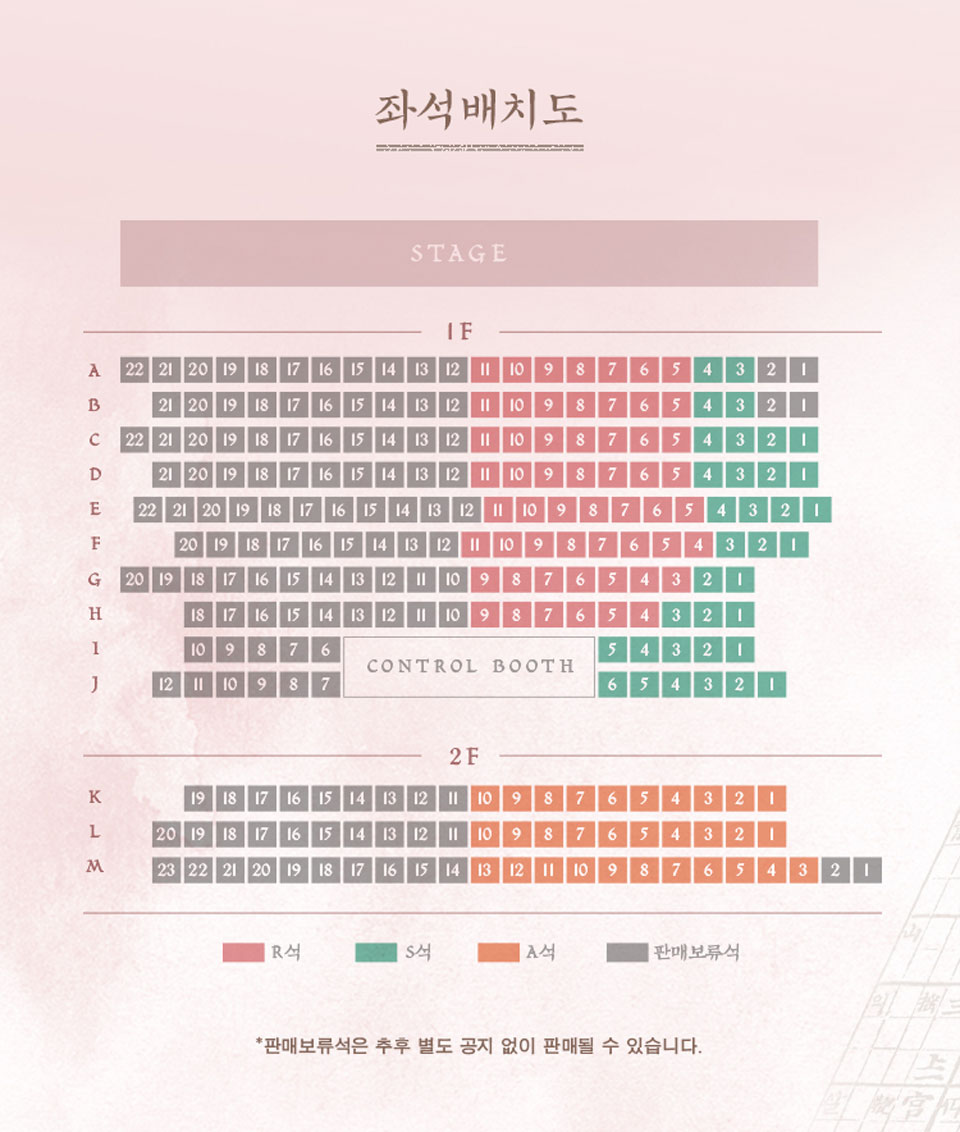 좌석배치도
STAGE
1F
A 22 21 20 19 18 17 16 15 14 13 12 11 10 9 8 7 6 5 4 3 2 1
B 21 20 19 18 17 16 15 14 13 12 11 10 9 8 7 6 5 4 3 2 1
C 22 21 20 19 18 17 16 15 14 13 12 11 10 9 8 7 6 5 4 3 2 1
D 21 20 19 18 17 16 15 14 13 12 11 10 9 8 7 6 5 4 3 2 1
E 22 21 20 19 18 17 16 15 14 13 12 11 10 9 8 7 6 5 4 3 2 1
F 20 19 18 17 16 15 14 13 12 11 10 9 8 7 6 5 4 3 2 1
G 20 19 18 17 16 15 14 13 12 11 10 9 8 7 6 5 4 3 2 1
H 18 17 16 15 14 13 12 11 10 9 8 7 6 5 4 3 2 1
I 10 9 8 7 6 5 4 3 2 1
CONTROL BOOTH
J 12 11 10 9 8 7 6 5 4 3 2 1
2F
K 19 18 17 16 15 14 13 12 11 10 9 8 7 6 5 4 3 2 1
L 20 19 18 17 16 15 14 13 12 11 10 9 8 7 6 5 4 3 2 1
M 23 22 21 20 19 18 17 16 15 14 13 12 11 10 9 8 7 6 5 4 3 2 1
R석 S석 A석 판매보류석
*판매보류석은 추후 별도 공지 없이 판매될 수 있습니다.